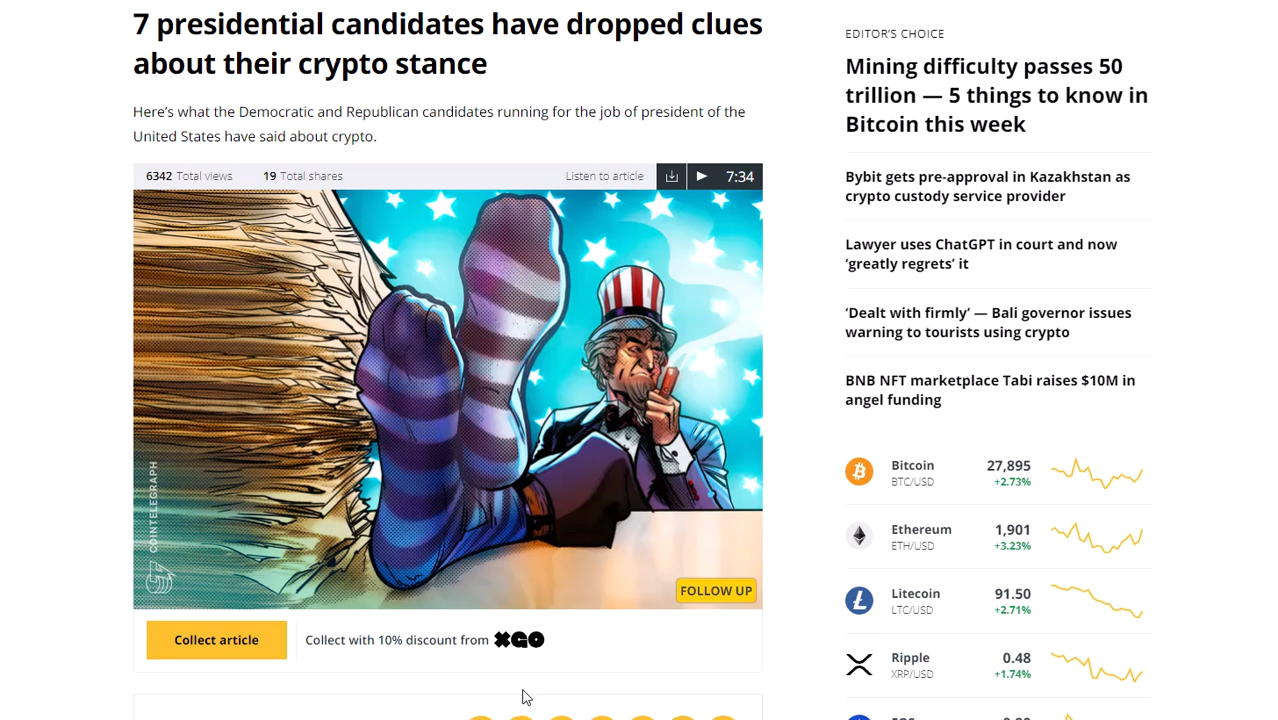 7 presidential candidates have dropped clues
about their crypto stance
Here’s what the Democratic and Republican candidates running for the job of president of the
United States have said about crypto.
6342 Total views 19 Total shares Listen to article 7:34
COINTELEGRAPH
FOLLOW UP
Collect article Collect with 10% discount from XGO
EDITOR’S CHOICE
Mining difficulty passes 50
trillion — 5 things to know in
Bitcoin this week
Bybit gets pre-approval in Kazakhstan as
crypto custody service provider
Lawyer uses ChatGPT in court and now
‘greatly regrets’ it
‘Dealt with firmly’ — Bali governor issues
warning to tourists using crypto
BNB NFT marketplace Tabi raises $10M in
angel funding
Bitcoin 27,895
BTC/USD +2.73%
Ethereum 1,901
ETH/USD +3.23%
Litecoin 91.50
LTC/USD +2.71%
Ripple 0.48
XRP/USD +1.74%